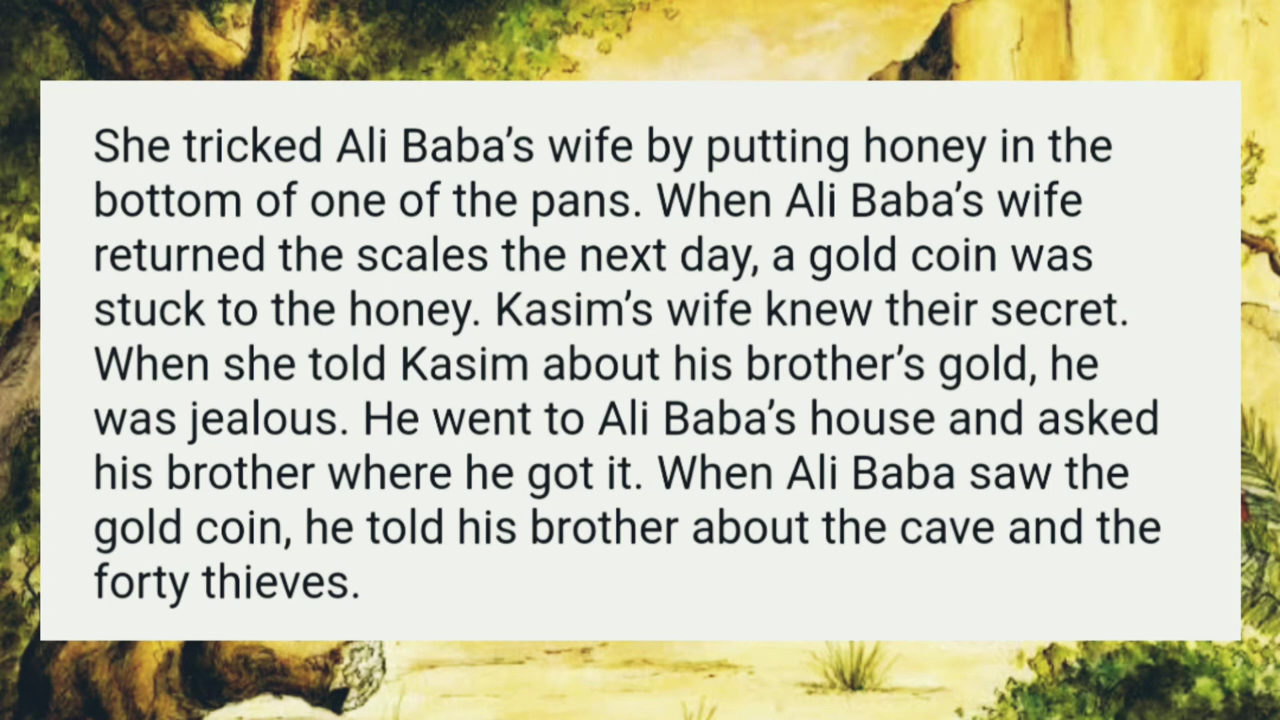 She tricked Ali Baba’s wife by putting honey in the
bottom of one of the pans. When Ali Baba’s wife
returned the scales the next day, a gold coin was
stuck to the honey. Kasim’s wife knew their secret.
When she told Kasim about his brother’s gold, he
was jealous. He went to Ali Baba’s house and asked
his brother where he got it. When Ali Baba saw the
gold coin, he told his brother about the cave and the
forty thieves.